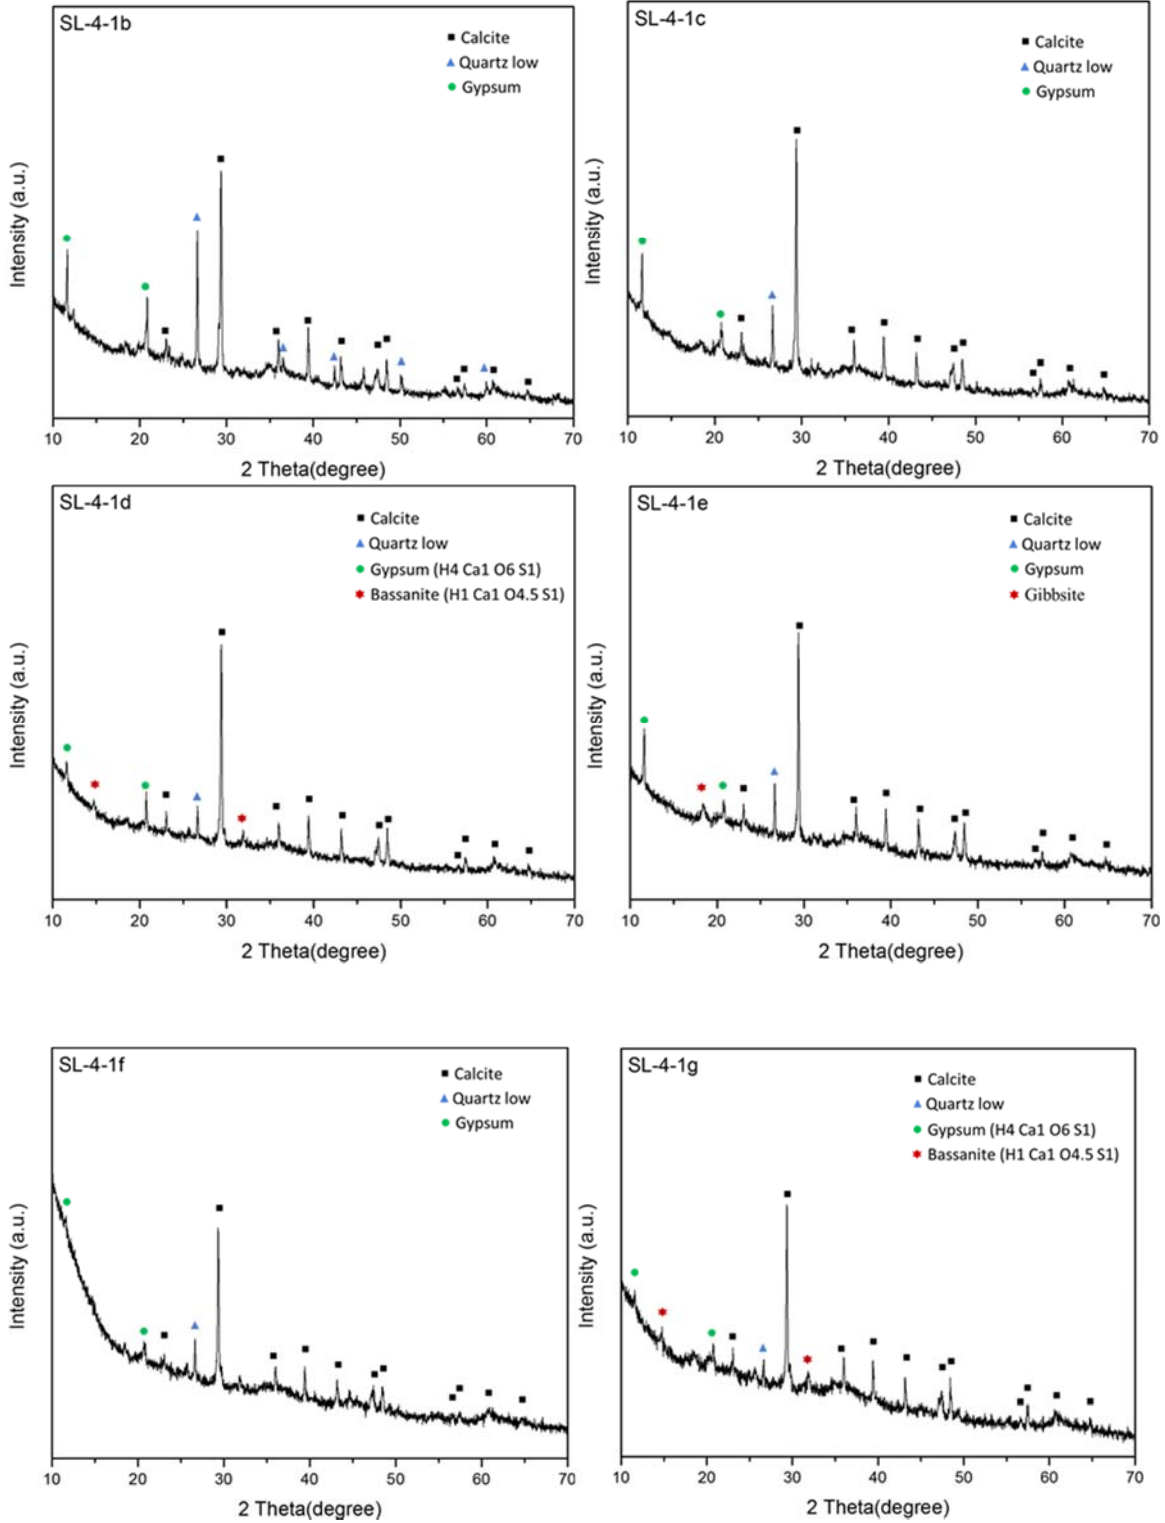 SL-4-1b
Calcite
Quartz low
Gypsum
Intensity (a.u.)
10 20 30 40 50 60 70
2 Theta(degree)
SL-4-1c
Calcite
Quartz low
Gypsum
Intensity (a.u.)
10 20 30 40 50 60 70
2 Theta(degree)
SL-4-1d
Calcite
Quartz low
Gypsum (H4 Ca1 O6 S1)
Bassanite (H1 Ca1 O4.5 S1)
Intensity (a.u.)
10 20 30 40 50 60 70
2 Theta(degree)
SL-4-1e
Calcite
Quartz low
Gypsum
Gibbsite
Intensity (a.u.)
10 20 30 40 50 60 70
2 Theta(degree)
SL-4-1f
Calcite
Quartz low
Gypsum
Intensity (a.u.)
10 20 30 40 50 60 70
2 Theta(degree)
SL-4-1g
Calcite
Quartz low
Gypsum (H4 Ca1 O6 S1)
Bassanite (H1 Ca1 O4.5 S1)
Intensity (a.u.)
10 20 30 40 50 60 70
2 Theta(degree)